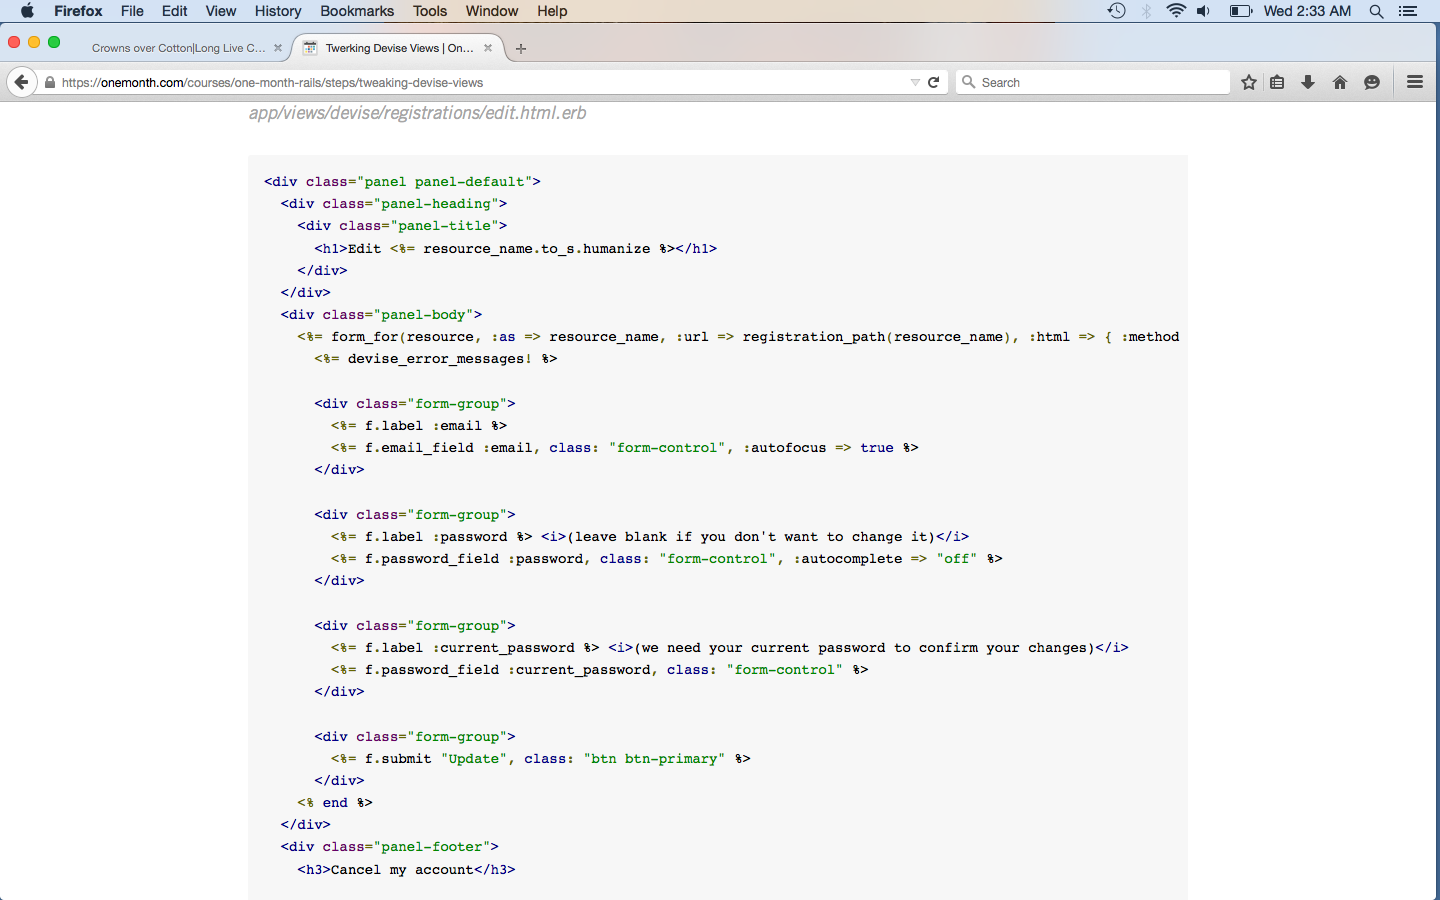 Firefox File Edit View History Bookmarks Tools Window Help Wed 2:33 AM
Crowns over Cotton|Long Live C... Twerking Devise Views | On...
https://onemonth.com/courses/one-month-rails/steps/tweaking-devise-views Search
app/views/devise/registrations/edit.html.erb
<div class="panel panel-default">
<div class="panel-heading">
<div class="panel-title">
<h1>Edit <%= resource_name.to_s.humanize %></h1>
</div>
</div>
<div class="panel-body">
<%= form_for(resource, :as => resource_name, :url => registration_path(resource_name), :html => { :method
<%= devise_error_messages! %>
<div class="form-group">
<%= f.label :email %>
<%= f.email_field :email, class: "form-control", :autofocus => true %>
</div>
<div class="form-group">
<%= f.label :password %> <i>(leave blank if you don't want to change it)</i>
<%= f.password_field :password, class: "form-control", :autocomplete => "off" %>
</div>
<div class="form-group">
<%= f.label :current_password %> <i>(we need your current password to confirm your changes)</i>
<%= f.password_field :current_password, class: "form-control" %>
</div>
<div class="form-group">
<%= f.submit "Update", class: "btn btn-primary" %>
</div>
<% end %>
</div>
<div class="panel-footer">
<h3>Cancel my account</h3>